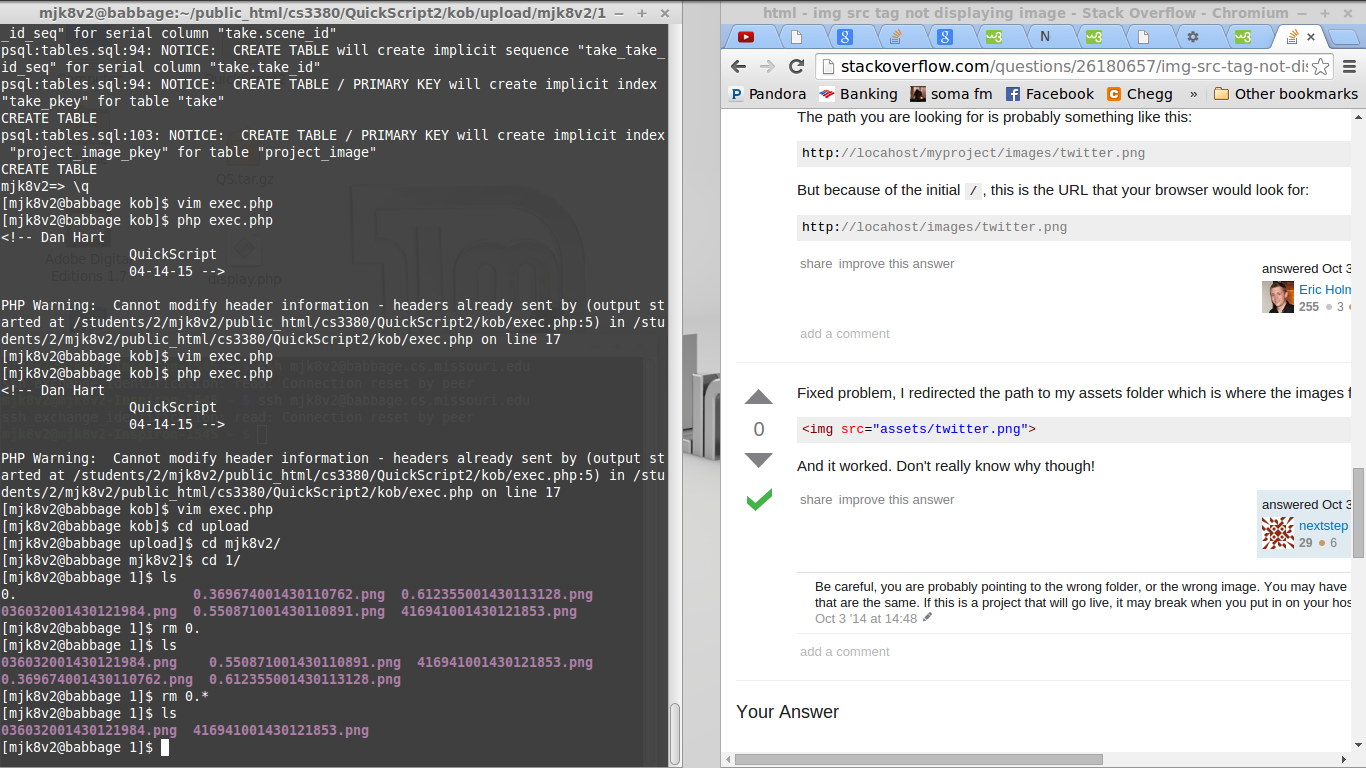 mjk8v2@babbage:~/public_html/cs3380/QuickScript2/kob/upload/mjk8v2/1
_id_seq" for serial column "take.scene_id"
psql:tables.sql:94: NOTICE:  CREATE TABLE will create implicit sequence "take_take_
id_seq" for serial column "take.take_id"
psql:tables.sql:94: NOTICE:  CREATE TABLE / PRIMARY KEY will create implicit index
"take_pkey" for table "take"
CREATE TABLE
psql:tables.sql:103: NOTICE:  CREATE TABLE / PRIMARY KEY will create implicit index
"project_image_pkey" for table "project_image"
CREATE TABLE
mjk8v2=> \q
[mjk8v2@babbage kob]$ vim exec.php
[mjk8v2@babbage kob]$ php exec.php
<!-- Dan Hart
QuickScript
04-14-15 -->
PHP Warning:  Cannot modify header information - headers already sent by (output st
arted at /students/2/mjk8v2/public_html/cs3380/QuickScript2/kob/exec.php:5) in /stu
dents/2/mjk8v2/public_html/cs3380/QuickScript2/kob/exec.php on line 17
[mjk8v2@babbage kob]$ vim exec.php
[mjk8v2@babbage kob]$ php exec.php
<!-- Dan Hart
QuickScript
04-14-15 -->
PHP Warning:  Cannot modify header information - headers already sent by (output st
arted at /students/2/mjk8v2/public_html/cs3380/QuickScript2/kob/exec.php:5) in /stu
dents/2/mjk8v2/public_html/cs3380/QuickScript2/kob/exec.php on line 17
[mjk8v2@babbage kob]$ vim exec.php
[mjk8v2@babbage kob]$ cd upload
[mjk8v2@babbage upload]$ cd mjk8v2/
[mjk8v2@babbage mjk8v2]$ cd 1/
[mjk8v2@babbage 1]$ ls
0. 0.369674001430110762.png 0.612355001430113128.png
036032001430121984.png 0.550871001430110891.png 416941001430121853.png
[mjk8v2@babbage 1]$ rm 0.
[mjk8v2@babbage 1]$ ls
036032001430121984.png 0.550871001430110891.png 416941001430121853.png
0.369674001430110762.png 0.612355001430113128.png
[mjk8v2@babbage 1]$ rm 0.*
[mjk8v2@babbage 1]$ ls
036032001430121984.png 416941001430121853.png
[mjk8v2@babbage 1]$
html - img src tag not displaying image - Stack Overflow - Chromium
stackoverflow.com/questions/26180657/img-src-tag-not-dis
Pandora Banking soma fm Facebook Chegg » Other bookmarks
The path you are looking for is probably something like this:
http://locahost/myproject/images/twitter.png
But because of the initial /, this is the URL that your browser would look for:
http://locahost/images/twitter.png
share improve this answer
answered Oct 3
Eric Holm
255 3
add a comment
Fixed problem, I redirected the path to my assets folder which is where the images f
0
<img src="assets/twitter.png">
And it worked. Don't really know why though!
share improve this answer
answered Oct 3
nextstep
29 6
Be careful, you are probably pointing to the wrong folder, or the wrong image. You may have
that are the same. If this is a project that will go live, it may break when you put in on your hos
Oct 3 '14 at 14:48
add a comment
Your Answer